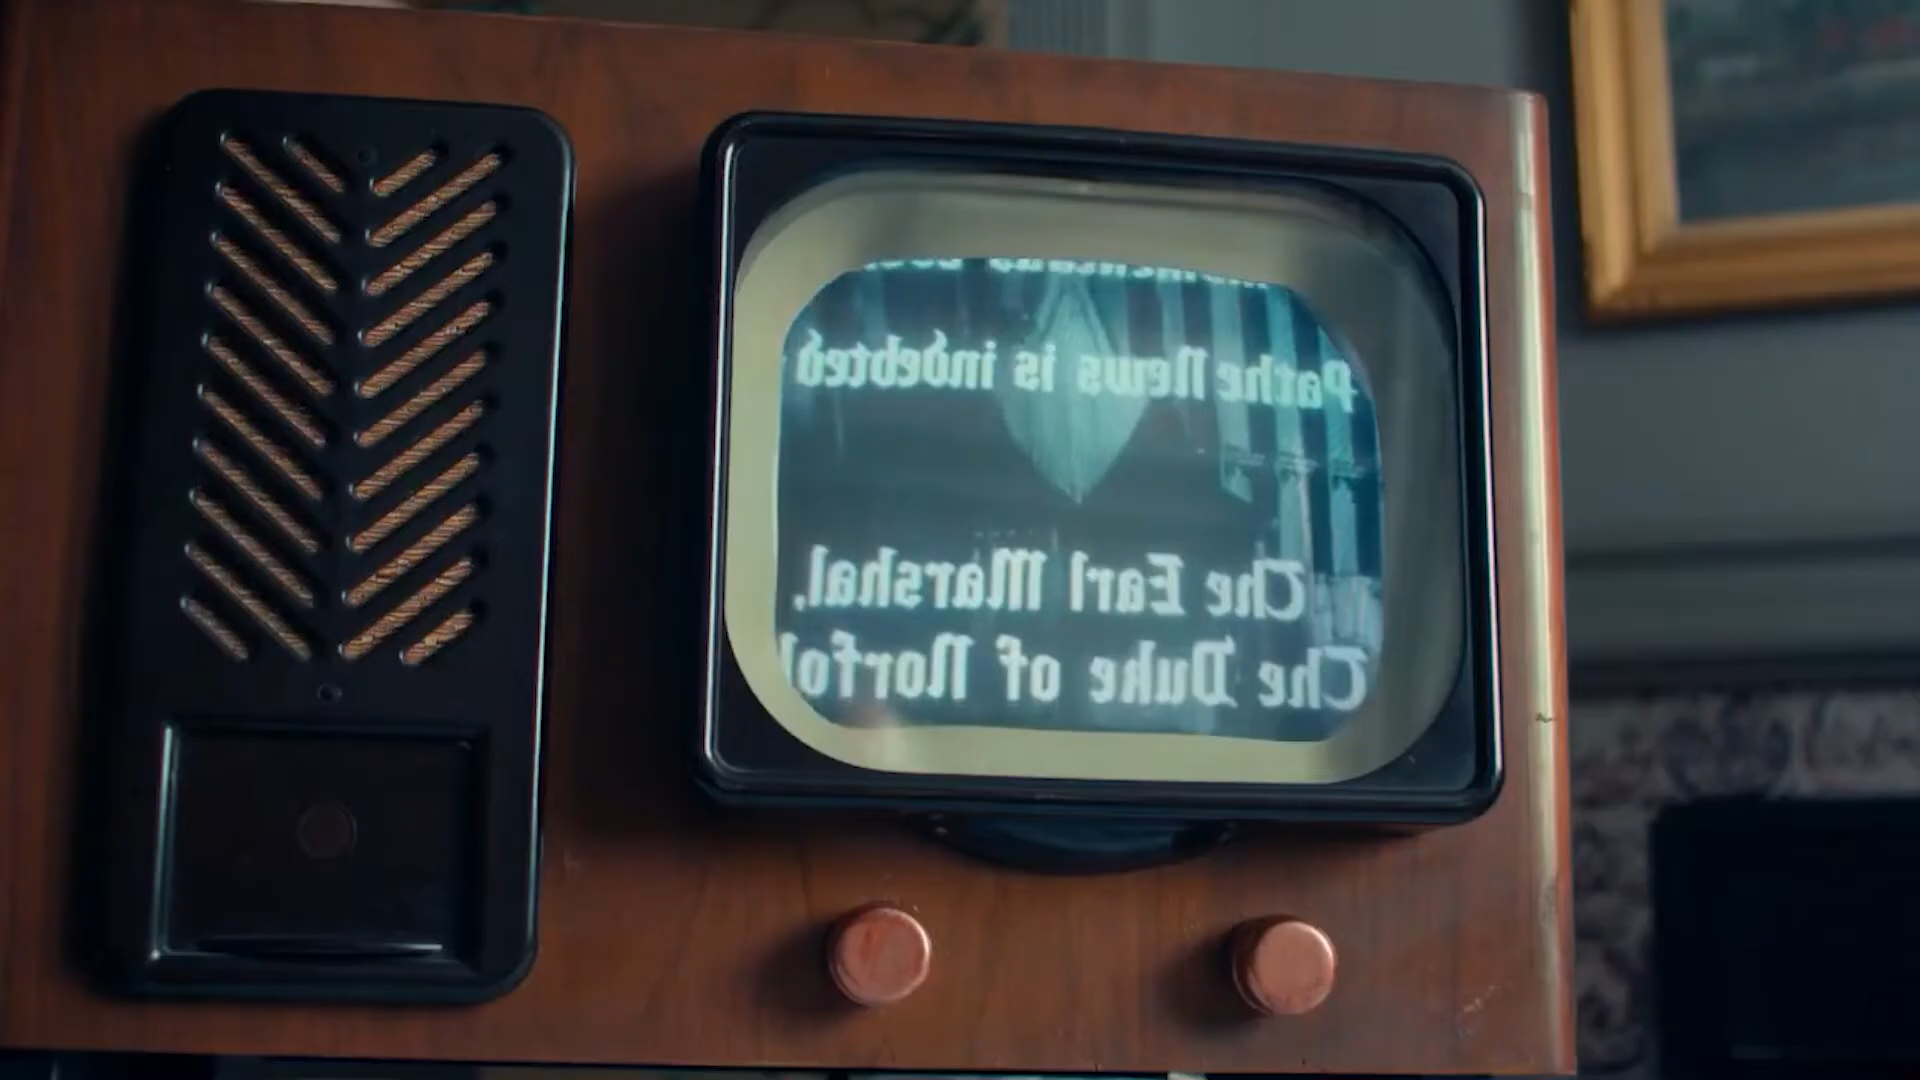 Pathe News is indebted
The Earl Marshal,
The Duke of Norfol